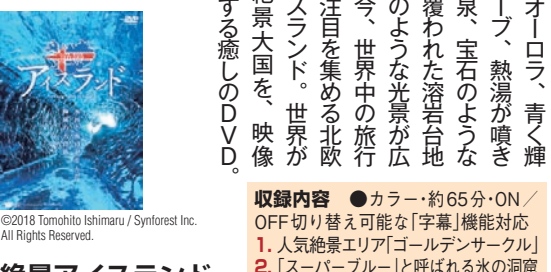 オーロラ、青く輝
ーブ、熱湯が噴き
泉、宝石のような
覆われた溶岩台地
のような光景が広
今、世界中の旅行
注目を集める北欧
スランド。世界が
絶景大国を、映像
する癒しのDVD。
アイスランド
©2018 Tomohito Ishimaru / Synforest Inc.
All Rights Reserved.
収録内容 ●カラー・約65分・ON／
OFF切り替え可能な「字幕」機能対応
1. 人気絶景エリア「ゴールデンサークル」
2. 「スーパーブルー」と呼ばれる氷の洞窟
絶景アイスランド